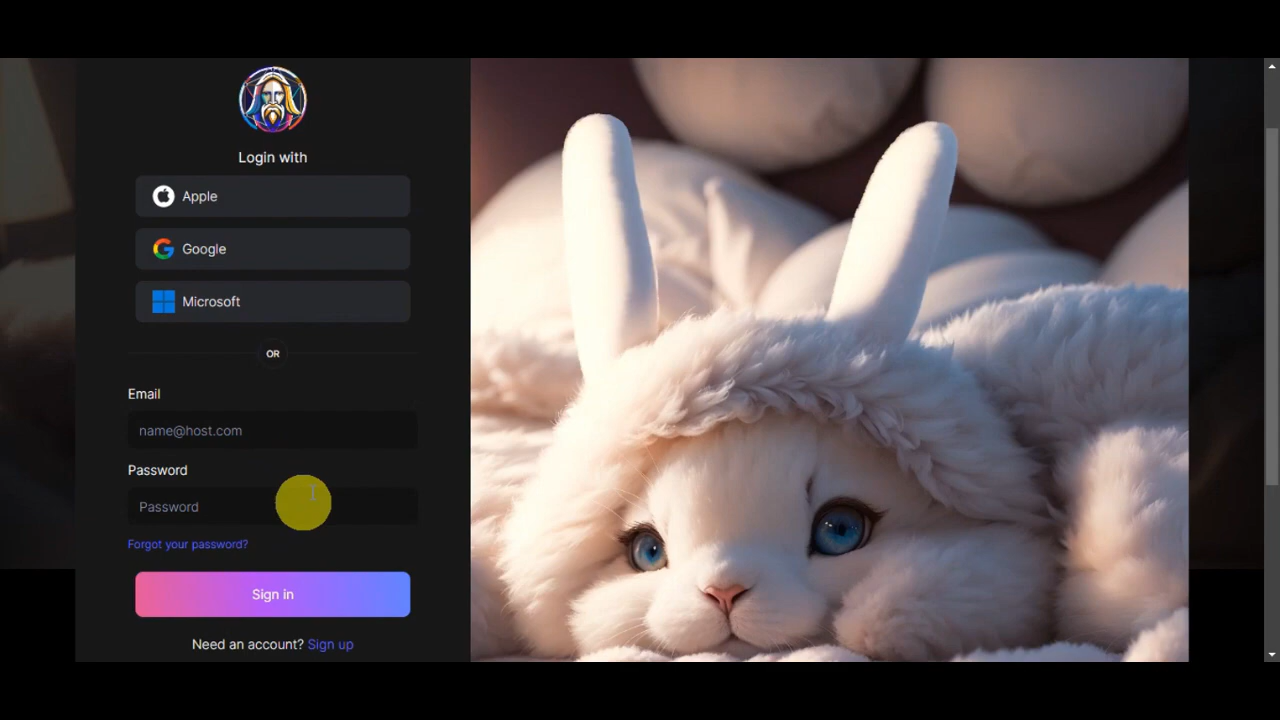 Login with
Apple
Google
Microsoft
OR
Email
name@host.com
Password
Password
Forgot your password?
Sign in
Need an account? Sign up